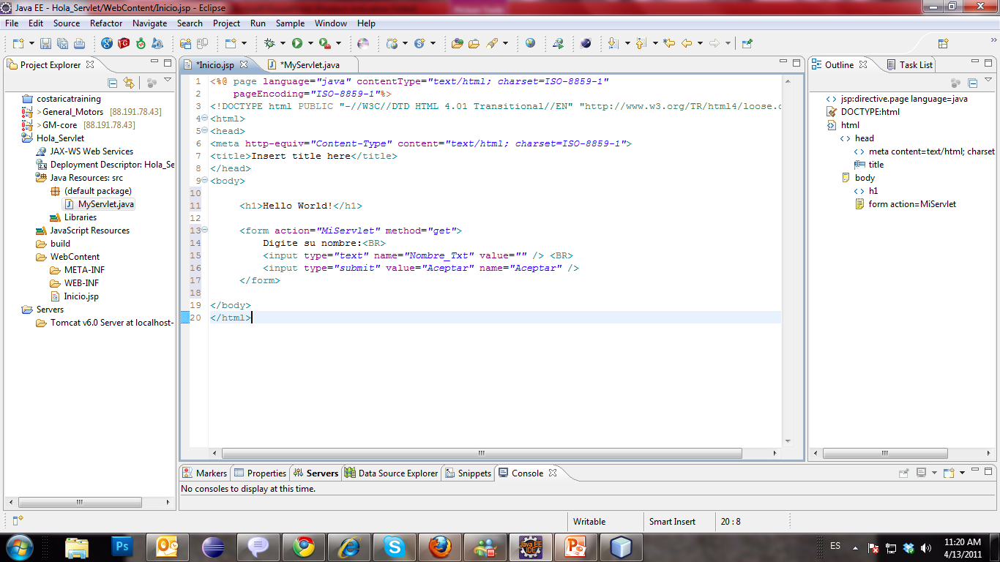 Java EE - Hola_Servlet/WebContent/Inicio.jsp - Eclipse
File Edit Source Refactor Navigate Search Project Run Sample Window Help
Project Explorer
costaricatraining
> General_Motors [88.191.78.43]
> GM-core [88.191.78.43]
Hola_Servlet
JAX-WS Web Services
Deployment Descriptor: Hola_Se
Java Resources: src
(default package)
MyServlet.java
Libraries
JavaScript Resources
build
WebContent
META-INF
WEB-INF
Inicio.jsp
Servers
Tomcat v6.0 Server at localhost-
*Inicio.jsp *MyServlet.java
1 <%@ page language="java" contentType="text/html; charset=ISO-8859-1"
2 pageEncoding="ISO-8859-1"%>
3 <!DOCTYPE html PUBLIC "-//W3C//DTD HTML 4.01 Transitional//EN" "http://www.w3.org/TR/html4/loose.d
4 <html>
5 <head>
6 <meta http-equiv="Content-Type" content="text/html; charset=ISO-8859-1">
7 <title>Insert title here</title>
8 </head>
9 <body>
10
11 <h1>Hello World!</h1>
12
13 <form action="MiServlet" method="get">
14 Digite su nombre:<BR>
15 <input type="text" name="Nombre_Txt" value="" /> <BR>
16 <input type="submit" value="Aceptar" name="Aceptar" />
17 </form>
18
19 </body>
20 </html>
Outline Task List
jsp:directive.page language=java
DOCTYPE:html
html
head
meta content=text/html; charset
title
body
h1
form action=MiServlet
Markers Properties Servers Data Source Explorer Snippets Console
No consoles to display at this time.
Writable Smart Insert 20 : 8
Ps
Java EE
IDE
ES
11:20 AM
4/13/2011